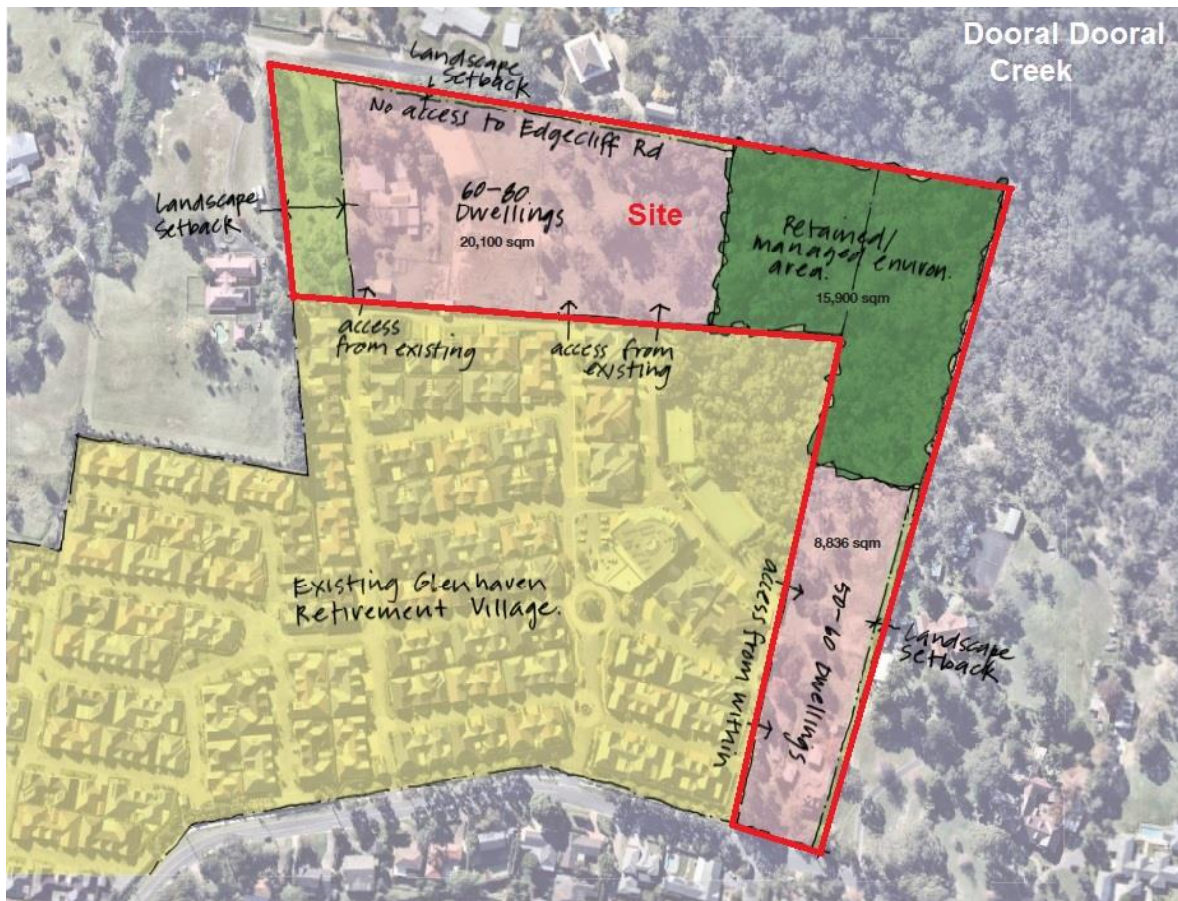 Dooral Dooral
Creek
Landscape
Setback
No access to Edgecliff Rd
Landscape
Setback
60-80
Dwellings
20,100 sqm
Site
Retained/
managed environ.
area.
15,900 sqm
access
from existing
access from
existing
8,836 sqm
Existing Glenhaven
Retirement Village.
access from within
50-60 Dwellings
Landscape
Setback